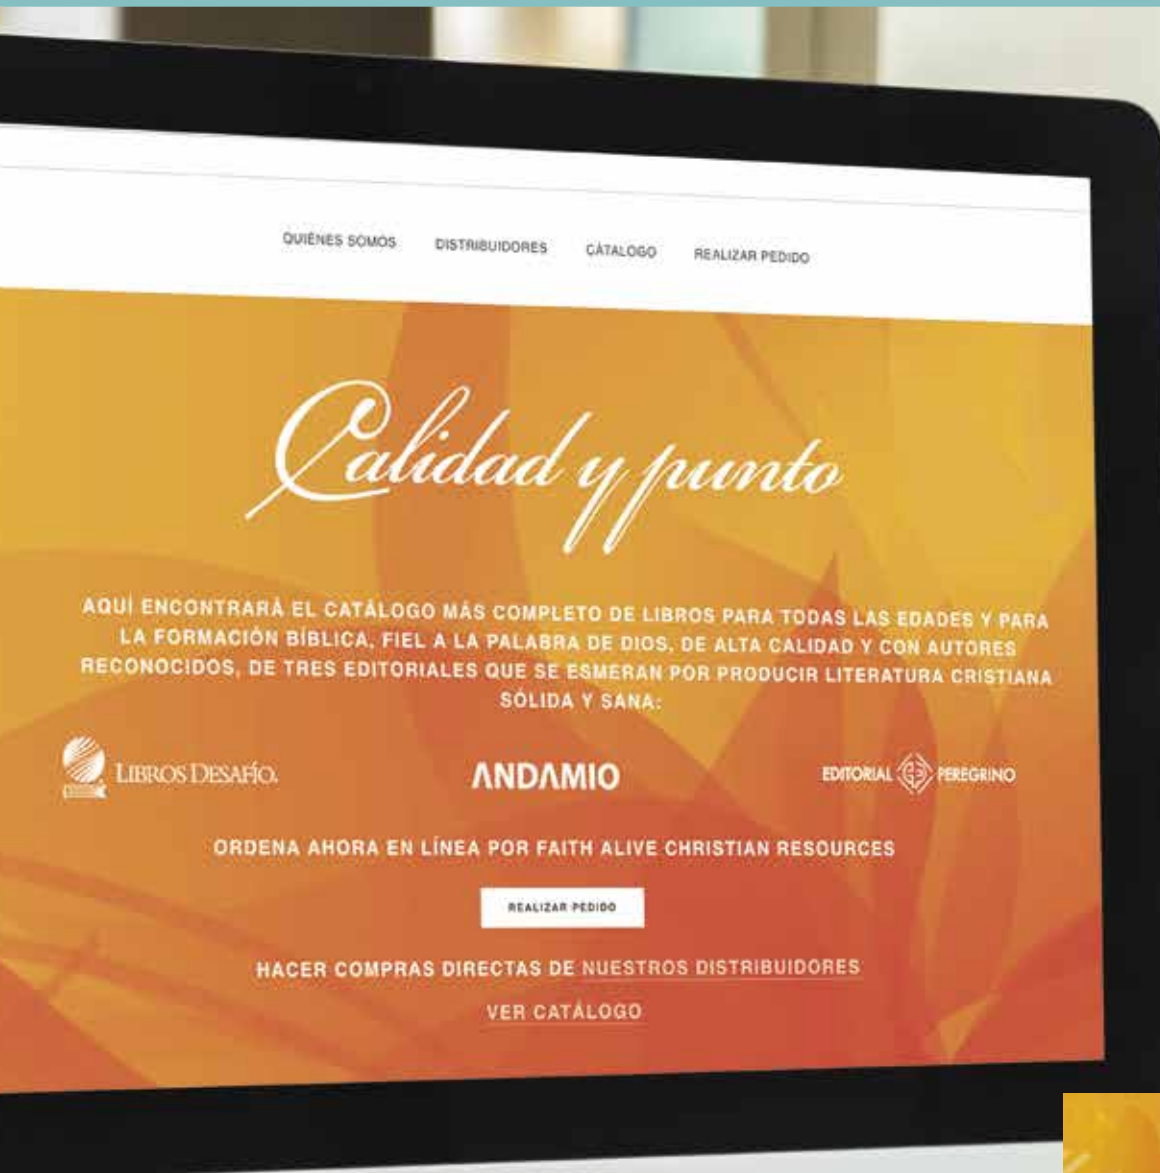 QUIÉNES SOMOS DISTRIBUIDORES CÁTALOGO REALIZAR PEDIDO
Calidad y punto
AQUÍ ENCONTRARÁ EL CATÁLOGO MÁS COMPLETO DE LIBROS PARA TODAS LAS EDADES Y PARA
LA FORMACIÓN BÍBLICA, FIEL A LA PALABRA DE DIOS, DE ALTA CALIDAD Y CON AUTORES
RECONOCIDOS, DE TRES EDITORIALES QUE SE ESMERAN POR PRODUCIR LITERATURA CRISTIANA
SÓLIDA Y SANA:
LIBROS DESAFÍO. ANDAMIO EDITORIAL PEREGRINO
ORDENA AHORA EN LÍNEA POR FAITH ALIVE CHRISTIAN RESOURCES
REALIZAR PEDIDO
HACER COMPRAS DIRECTAS DE NUESTROS DISTRIBUIDORES
VER CATÁLOGO